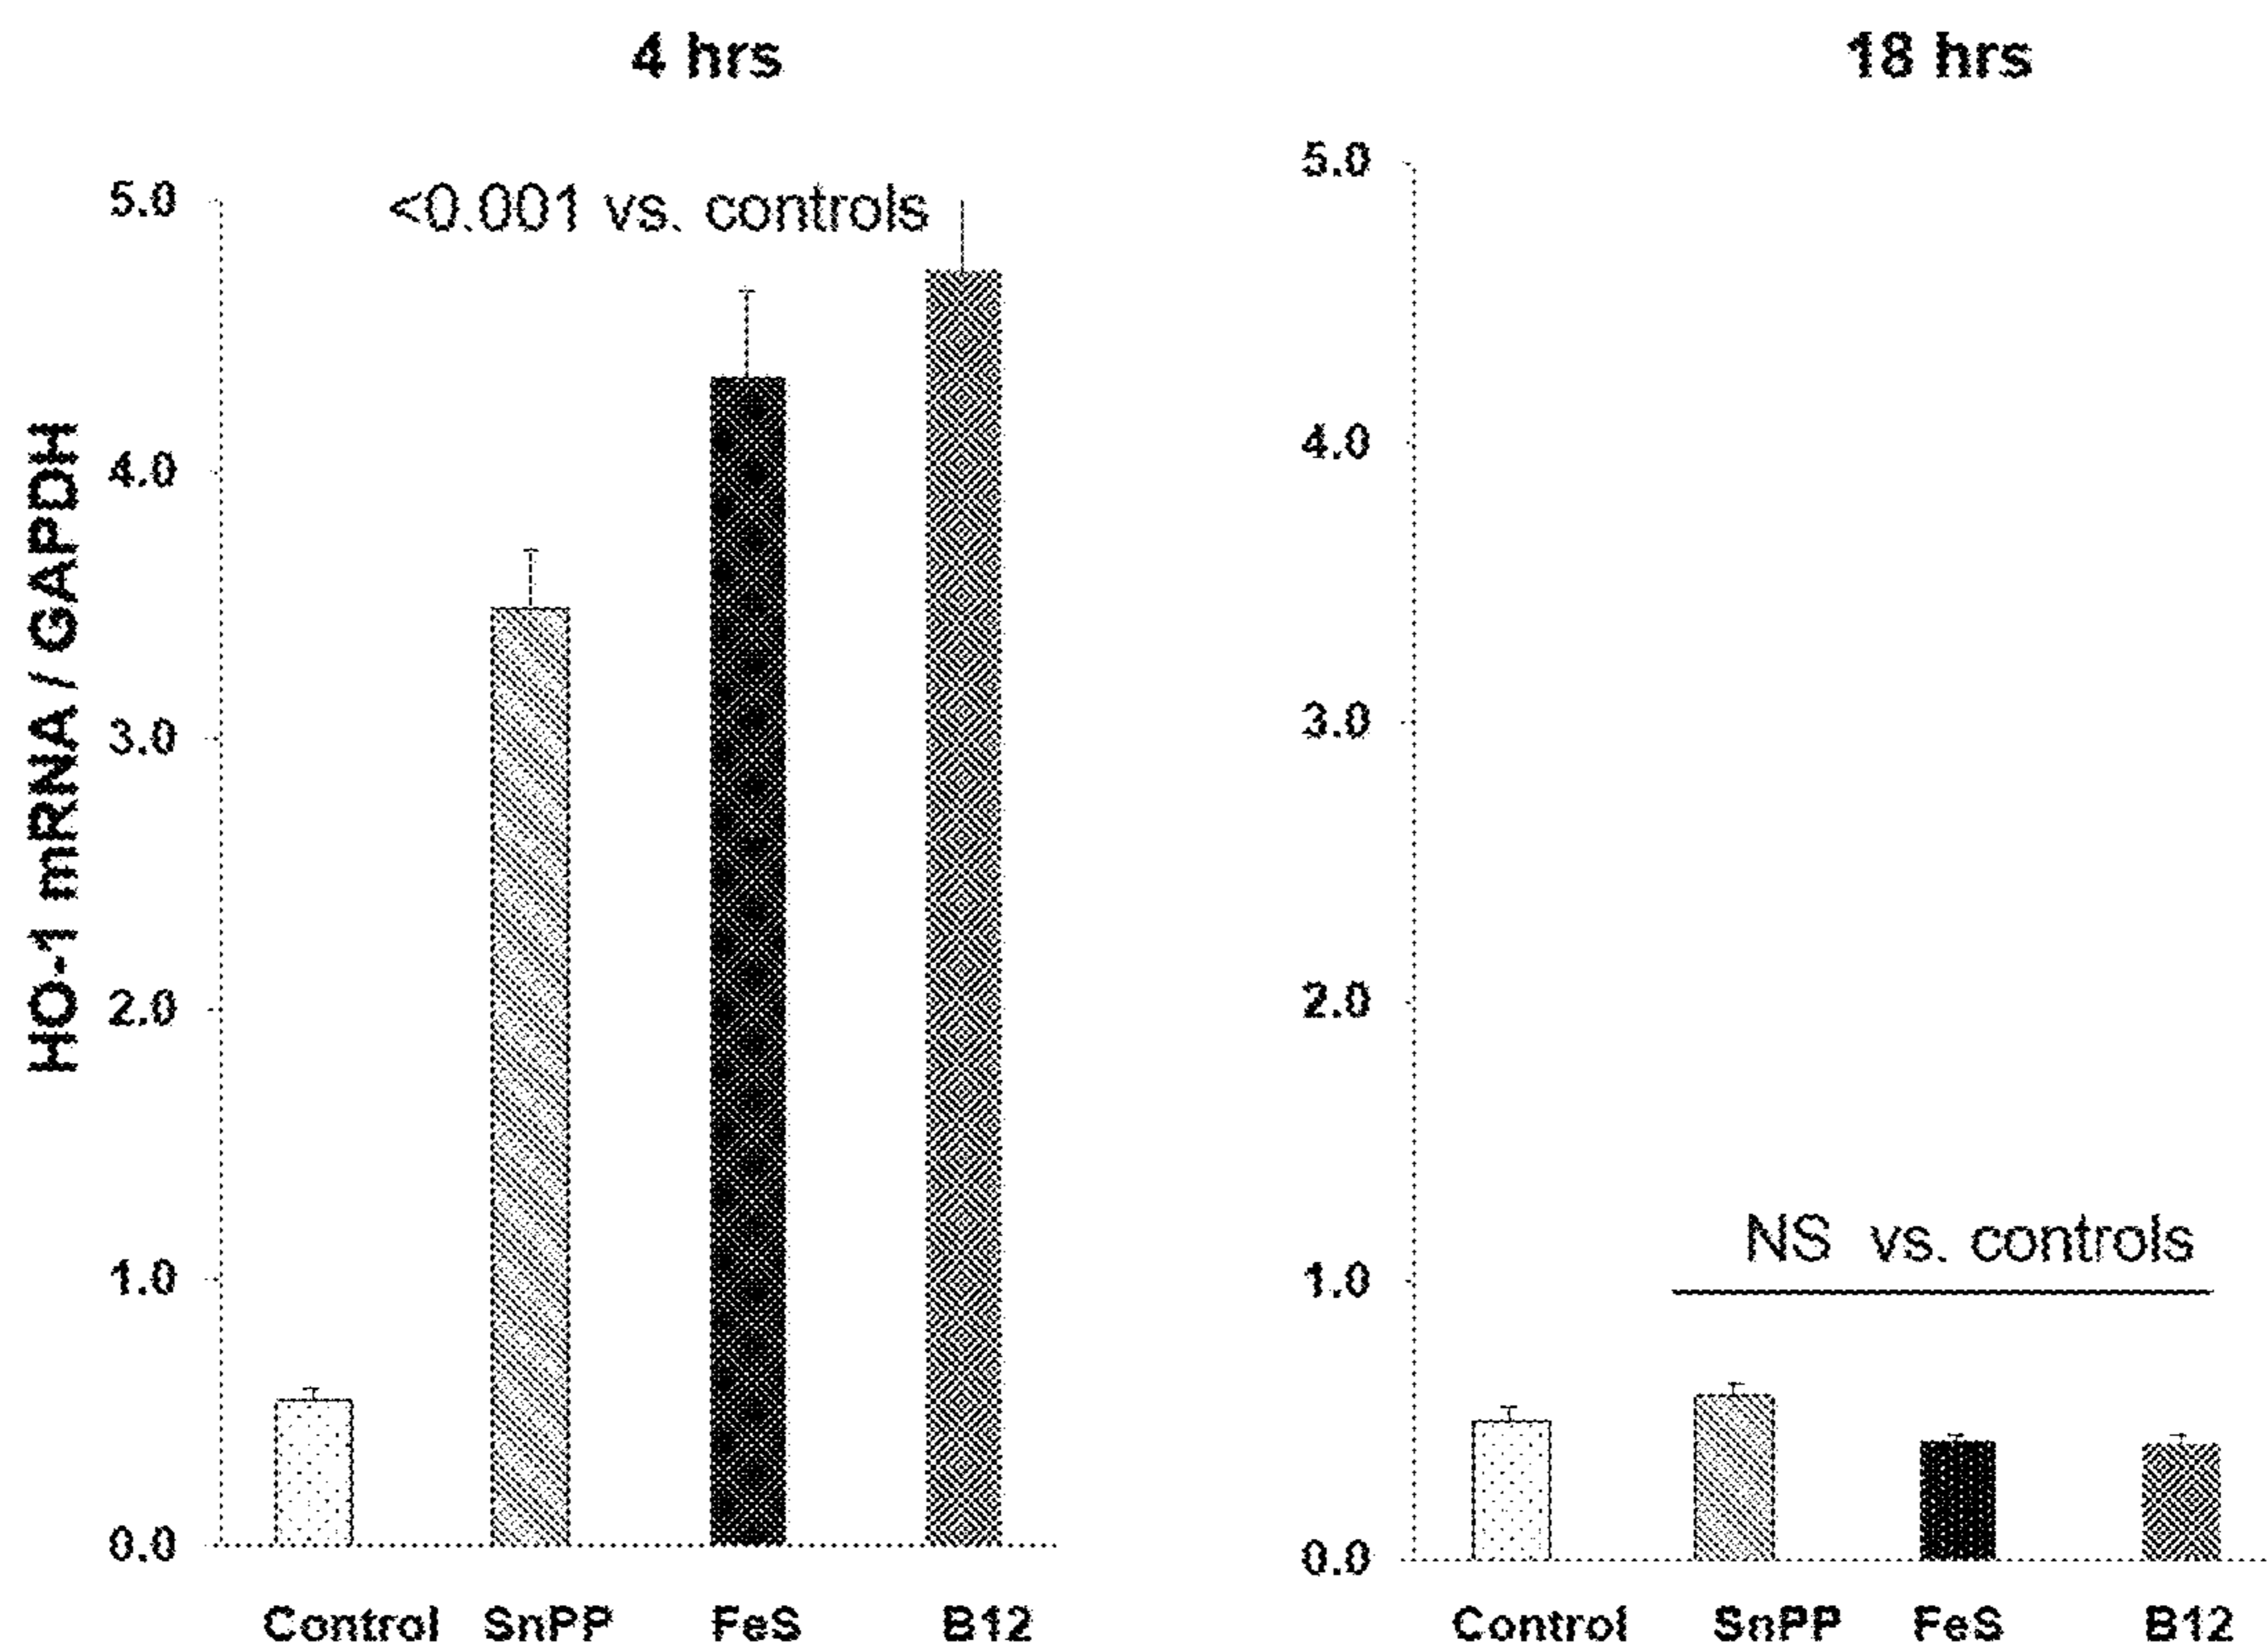 4 hrs
<0.001 vs. controls
HO-1 mRNA / GAPDH
5.0
4.0
3.0
2.0
1.0
0.0
Control SnPP FeS B12
18 hrs
5.0
4.0
3.0
2.0
1.0
0.0
NS vs. controls
Control SnPP FeS B12